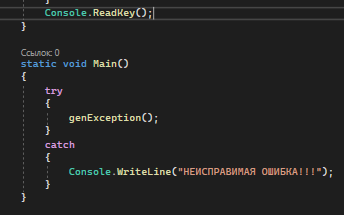 }
Console.ReadKey();
}
Ссылок: 0
static void Main()
{
try
{
genException();
}
catch
{
Console.WriteLine("НЕИСПРАВИМАЯ ОШИБКА!!!");
}
}